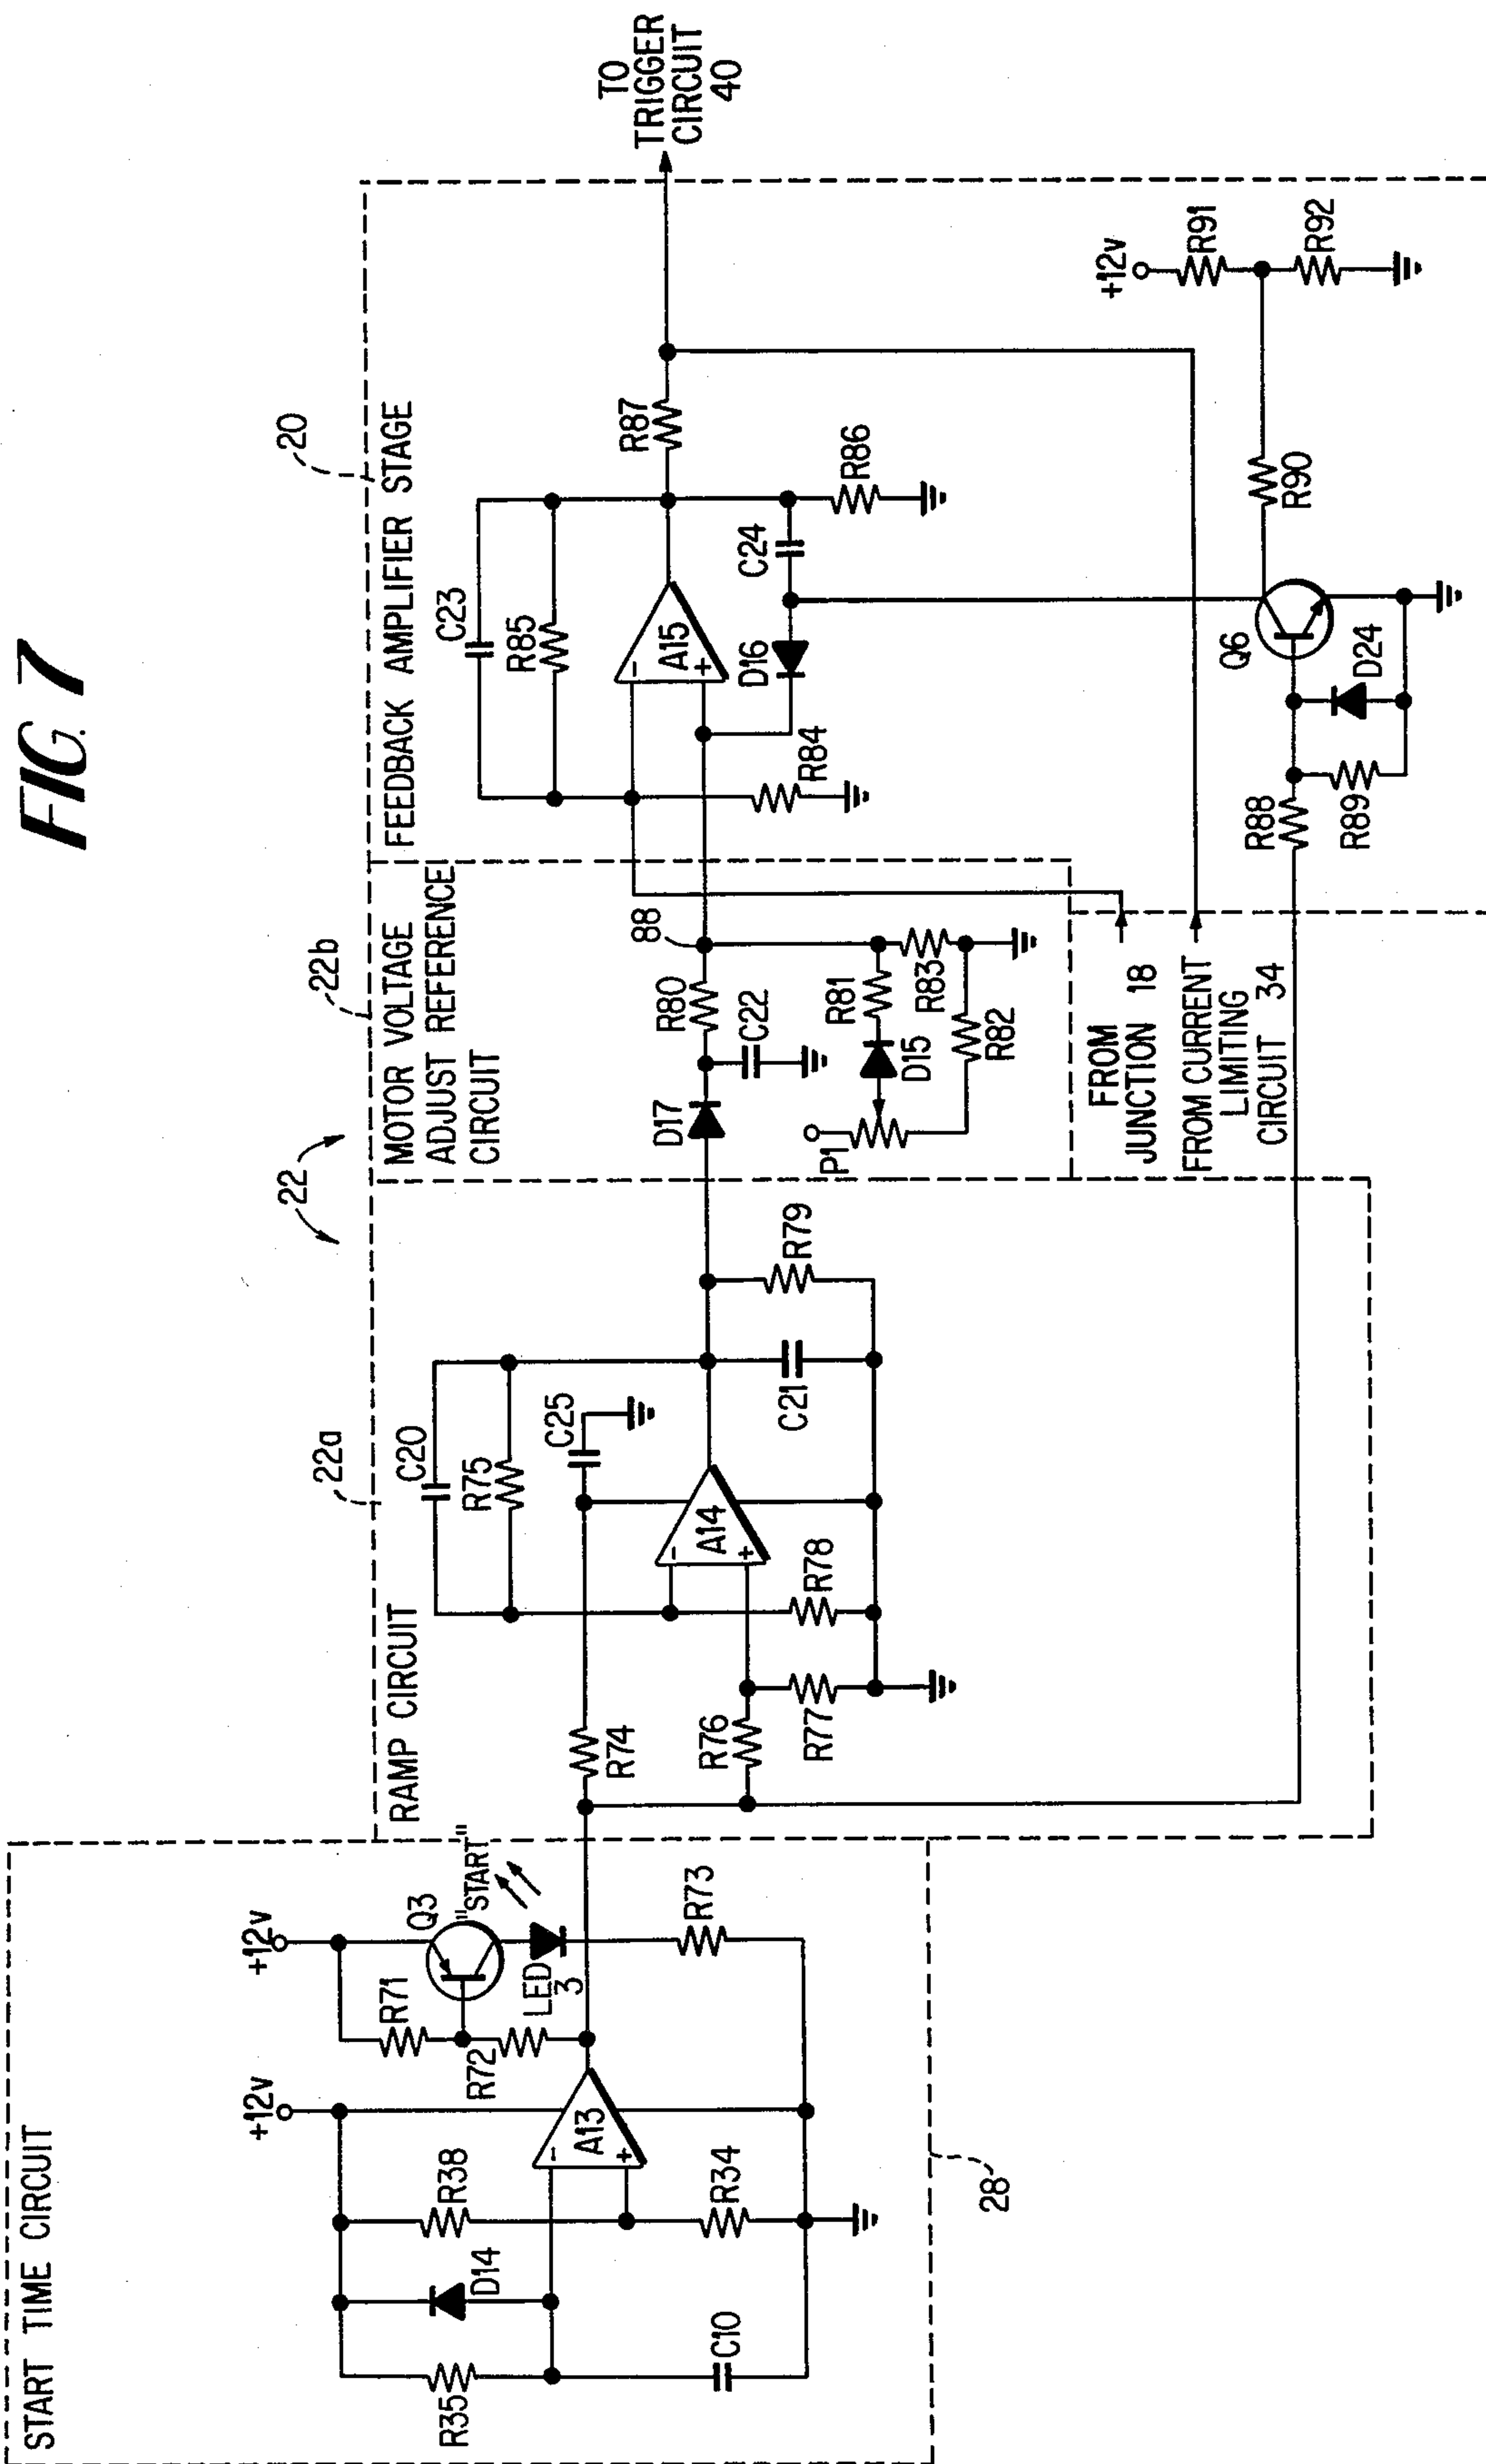 FIG. 7
START TIME CIRCUIT
+12v
+12v
R35
D14
R38
R34
C10
A13
-
+
R71
R72
Q3
"START"
LED
3
R73
28
22
22a
RAMP CIRCUIT
C20
R75
C25
R74
A14
-
+
R76
R77
R78
C21
R79
22b
MOTOR VOLTAGE
ADJUST REFERENCE
CIRCUIT
D17
R80
88
C22
P1
D15
R81
R83
R82
FROM
JUNCTION 18
FROM CURRENT
LIMITING
CIRCUIT 34
20
FEEDBACK AMPLIFIER STAGE
C23
R85
A15
-
+
R84
D16
C24
R86
R87
R88
R89
D24
Q6
R90
+12v
R91
R92
TO
TRIGGER
CIRCUIT
40